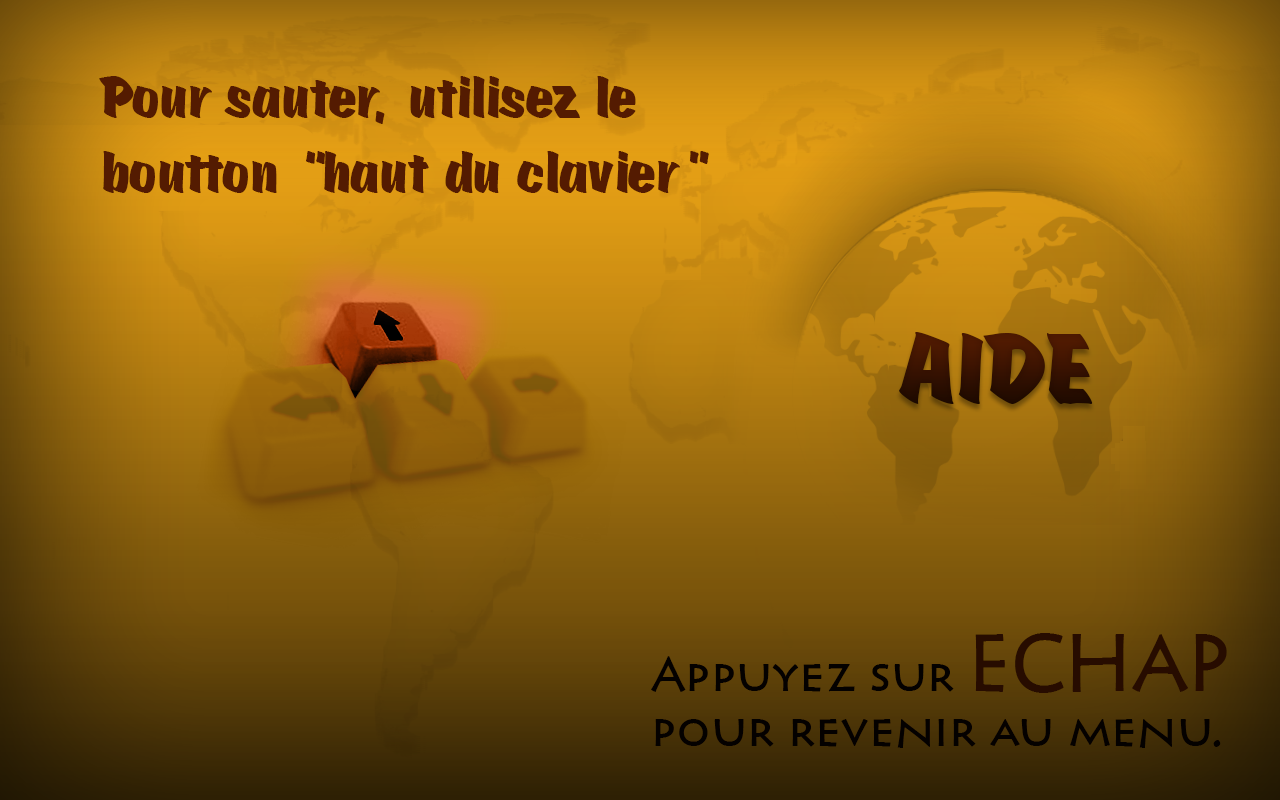 Pour sauter, utilisez le
boutton "haut du clavier"
AIDE
APPUYEZ SUR ECHAP
POUR REVENIR AU MENU.